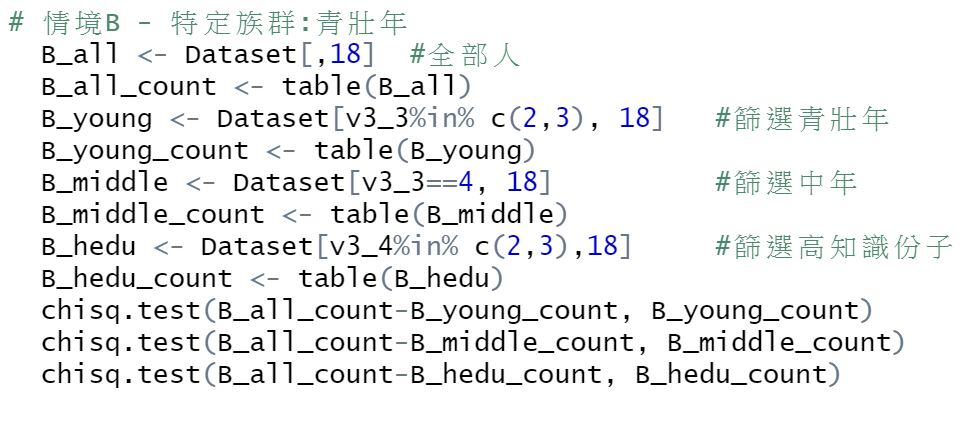 # 情境B - 特定族群:青壯年
B_all <- Dataset[,18]  #全部人
B_all_count <- table(B_all)
B_young <- Dataset[v3_3%in% c(2,3), 18]   #篩選青壯年
B_young_count <- table(B_young)
B_middle <- Dataset[v3_3==4, 18]          #篩選中年
B_middle_count <- table(B_middle)
B_hedu <- Dataset[v3_4%in% c(2,3),18]     #篩選高知識份子
B_hedu_count <- table(B_hedu)
chisq.test(B_all_count-B_young_count, B_young_count)
chisq.test(B_all_count-B_middle_count, B_middle_count)
chisq.test(B_all_count-B_hedu_count, B_hedu_count)